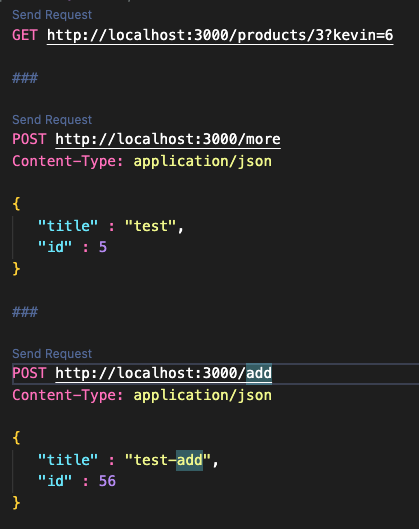 Send Request
GET http://localhost:3000/products/3?kevin=6
###
Send Request
POST http://localhost:3000/more
Content-Type: application/json
{
"title" : "test",
"id" : 5
}
###
Send Request
POST http://localhost:3000/add
Content-Type: application/json
{
"title" : "test-add",
"id" : 56
}